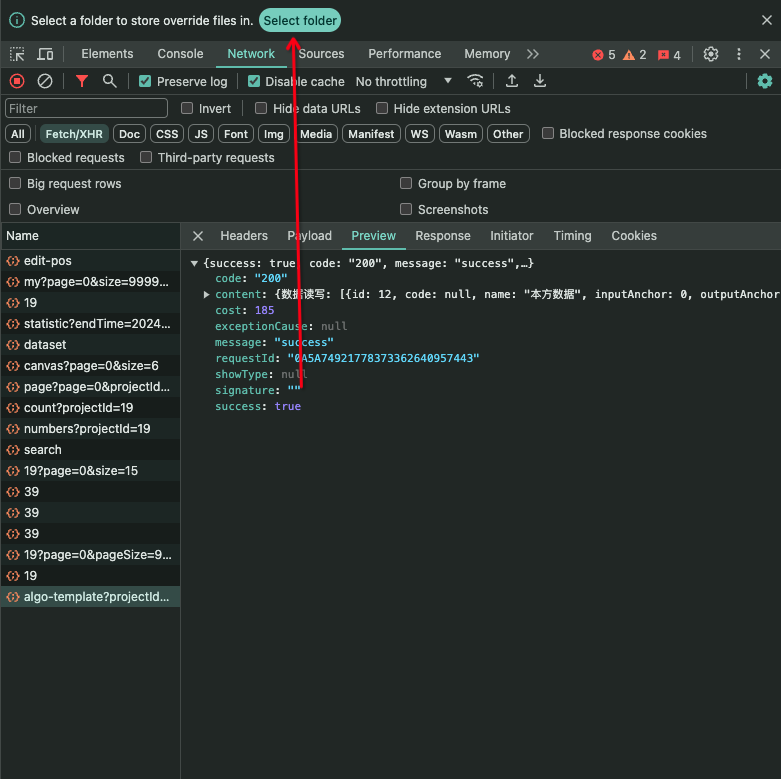 Select a folder to store override files in. Select folder
Elements Console Network Sources Performance Memory 5 2 4
Preserve log Disable cache No throttling
Filter Invert Hide data URLs Hide extension URLs
All Fetch/XHR Doc CSS JS Font Img Media Manifest WS Wasm Other Blocked response cookies
Blocked requests Third-party requests
Big request rows Group by frame
Overview Screenshots
Name Headers Payload Preview Response Initiator Timing Cookies
edit-pos
my?page=0&size=9999...
19
statistic?endTime=2024...
dataset
canvas?page=0&size=6
page?page=0&projectId...
count?projectId=19
numbers?projectId=19
search
19?page=0&size=15
39
39
39
19?page=0&pageSize=9...
19
algo-template?projectId...
{success: true, code: "200", message: "success",…}
code: "200"
content: {数据读写: [{id: 12, code: null, name: "本方数据", inputAnchor: 0, outputAnchor
cost: 185
exceptionCause: null
message: "success"
requestId: "0A5A74921778373362640957443"
showType: null
signature: ""
success: true